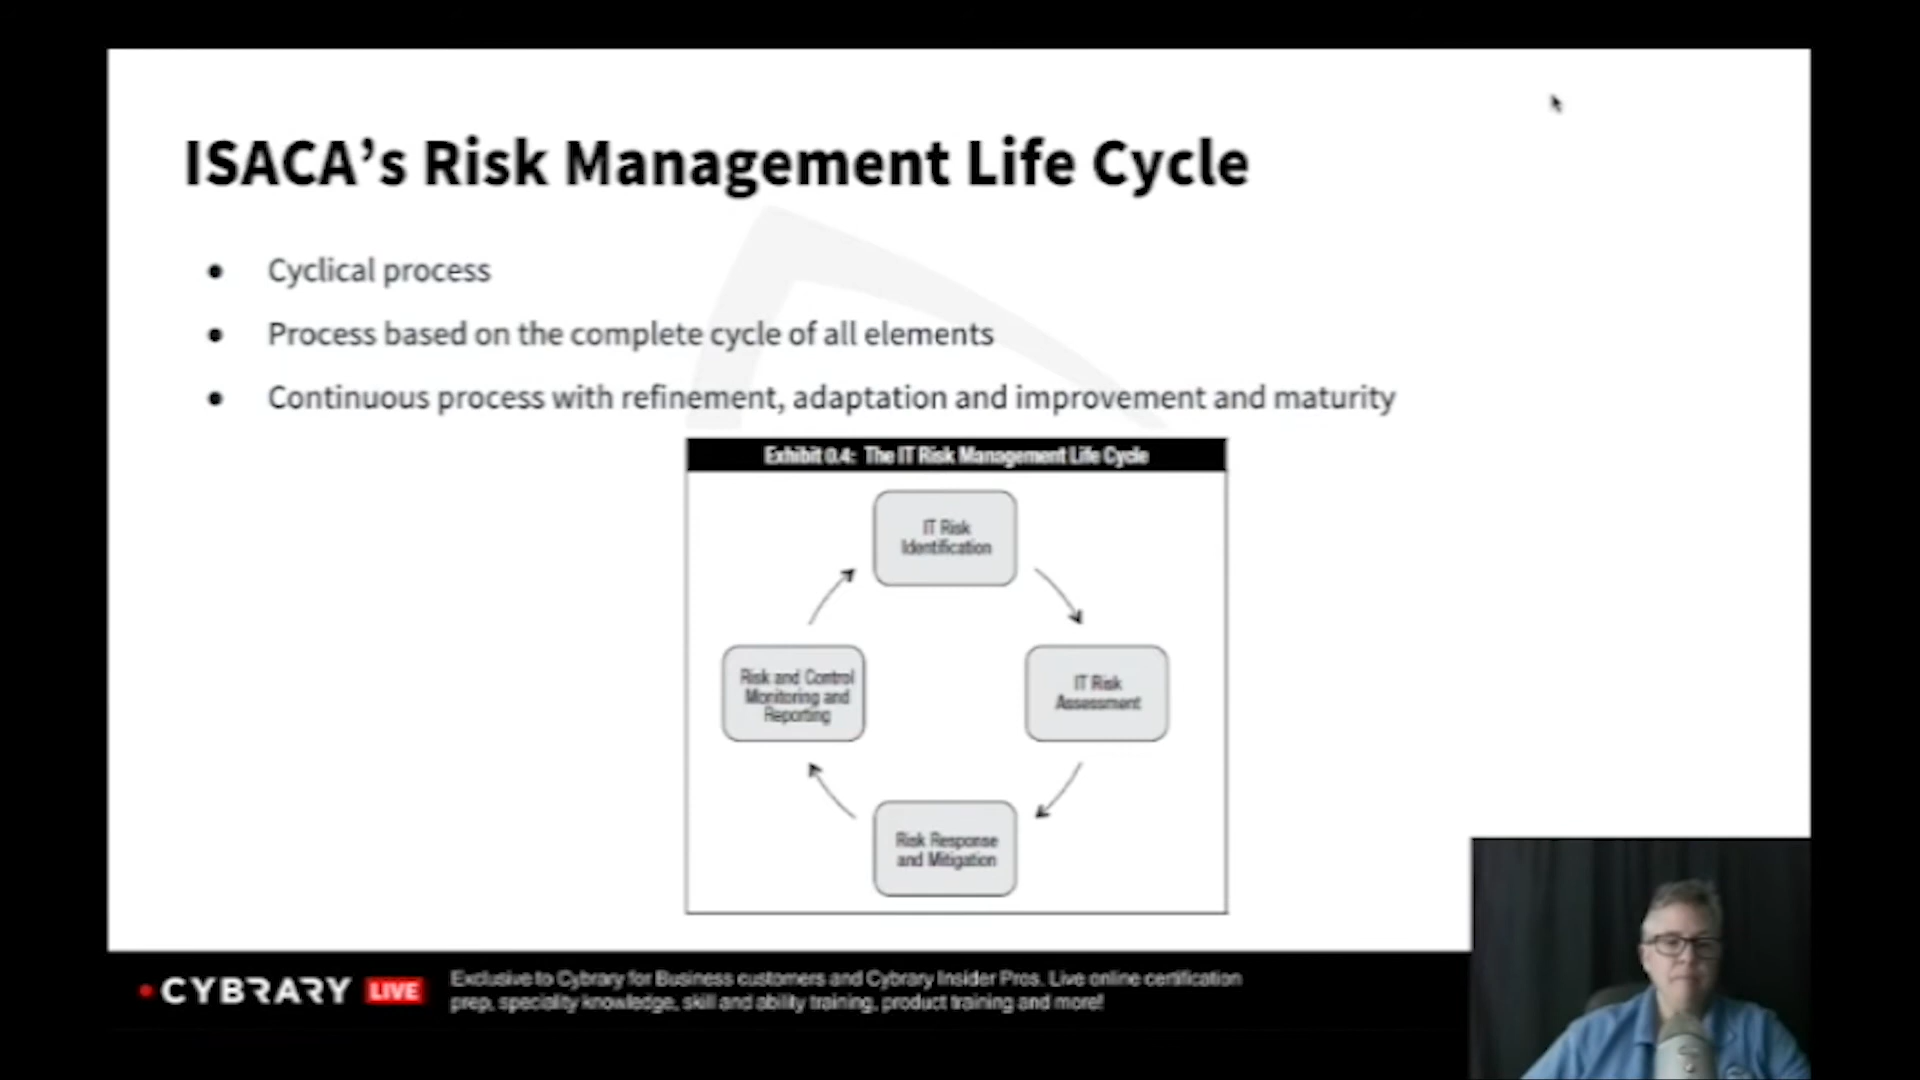 ISACA’s Risk Management Life Cycle
● Cyclical process
● Process based on the complete cycle of all elements
● Continuous process with refinement, adaptation and improvement and maturity
Exhibit 0.4: The IT Risk Management Life Cycle
IT Risk
Identification
IT Risk
Assessment
Risk Response
and Mitigation
Risk and Control
Monitoring and
Reporting
CYBRARY LIVE
Exclusive to Cybrary for Business customers and Cybrary Insider Pros. Live online certification
prep, speciality knowledge, skill and ability training, product training and more!